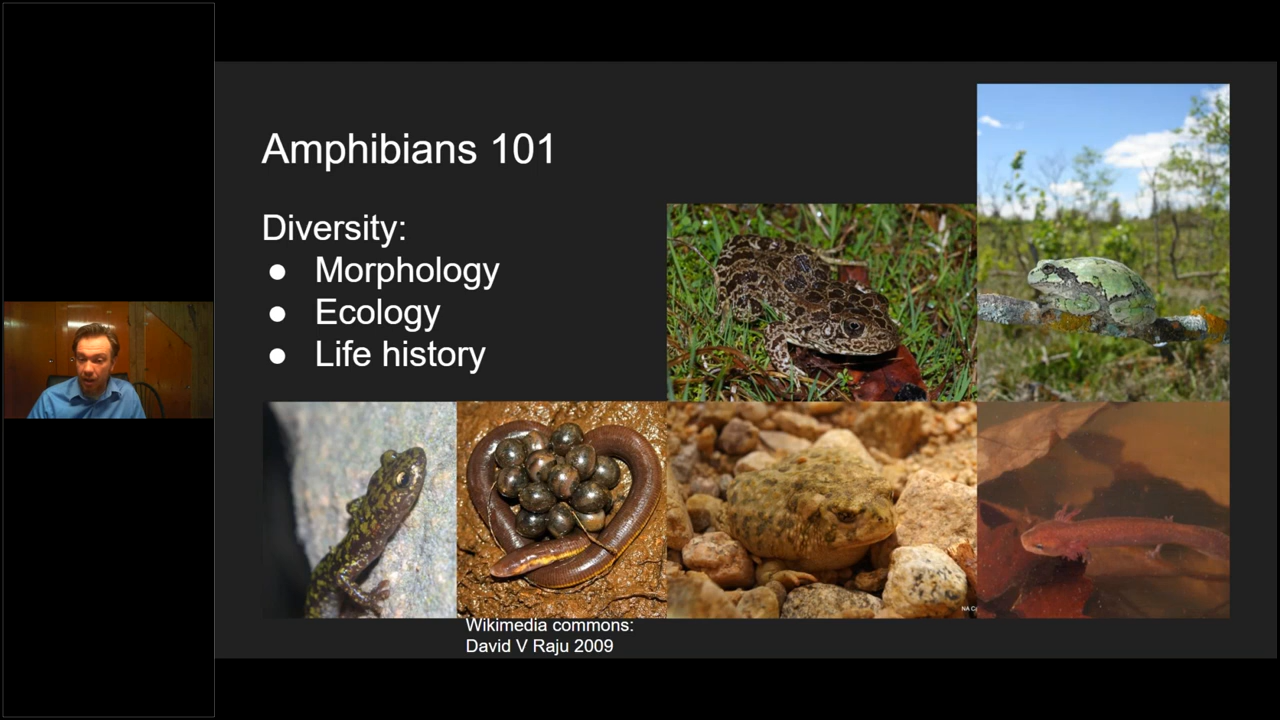 Amphibians 101
Diversity:
● Morphology
● Ecology
● Life history
Wikimedia commons:
David V Raju 2009